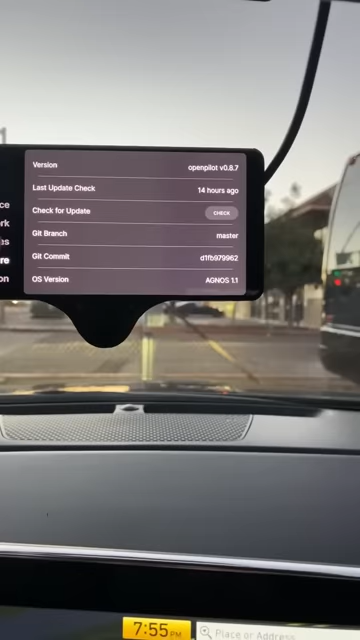 Version openpilot v0.8.7
ce Last Update Check 14 hours ago
rk Check for Update CHECK
Git Branch master
re Git Commit d1fb979962
on OS Version AGNOS 1.1
7:55 PM Place or Address